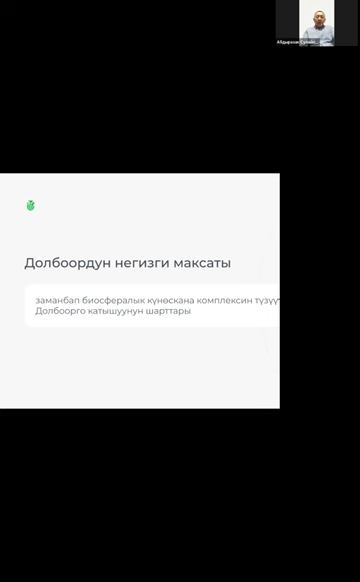 Долбоордун негизги максаты
заманбап биосфералык күнөскана комплексин түзүү
Долбоорго катышуунун шарттары